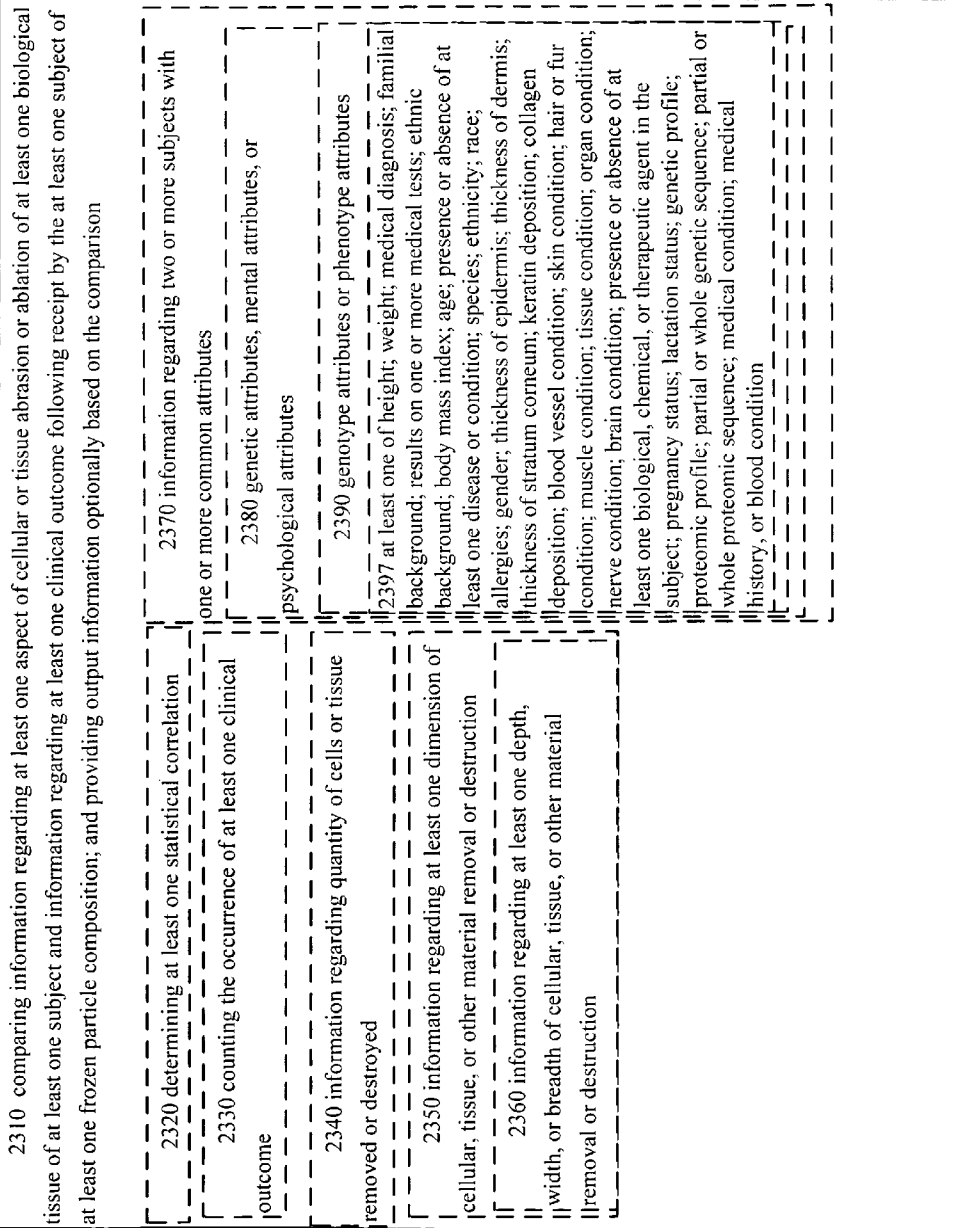 2310 comparing information regarding at least one aspect of cellular or tissue abrasion or ablation of at least one biological
tissue of at least one subject and information regarding at least one clinical outcome following receipt by the at least one subject of
at least one frozen particle composition; and providing output information optionally based on the comparison
2320 determining at least one statistical correlation
2330 counting the occurrence of at least one clinical
outcome
2340 information regarding quantity of cells or tissue
removed or destroyed
2350 information regarding at least one dimension of
cellular, tissue, or other material removal or destruction
2360 information regarding at least one depth,
width, or breadth of cellular, tissue, or other material
removal or destruction
2370 information regarding two or more subjects with
one or more common attributes
2380 genetic attributes, mental attributes, or
psychological attributes
2390 genotype attributes or phenotype attributes
2397 at least one of height; weight; medical diagnosis; familial
background; results on one or more medical tests; ethnic
background; body mass index; age; presence or absence of at
least one disease or condition; species; ethnicity; race;
allergies; gender; thickness of epidermis; thickness of dermis;
thickness of stratum corneum; keratin deposition; collagen
deposition; blood vessel condition; skin condition; hair or fur
condition; muscle condition; tissue condition; organ condition;
nerve condition; brain condition; presence or absence of at
least one biological, chemical, or therapeutic agent in the
subject; pregnancy status; lactation status; genetic profile;
proteomic profile; partial or whole genetic sequence; partial or
whole proteomic sequence; medical condition; medical
history, or blood condition